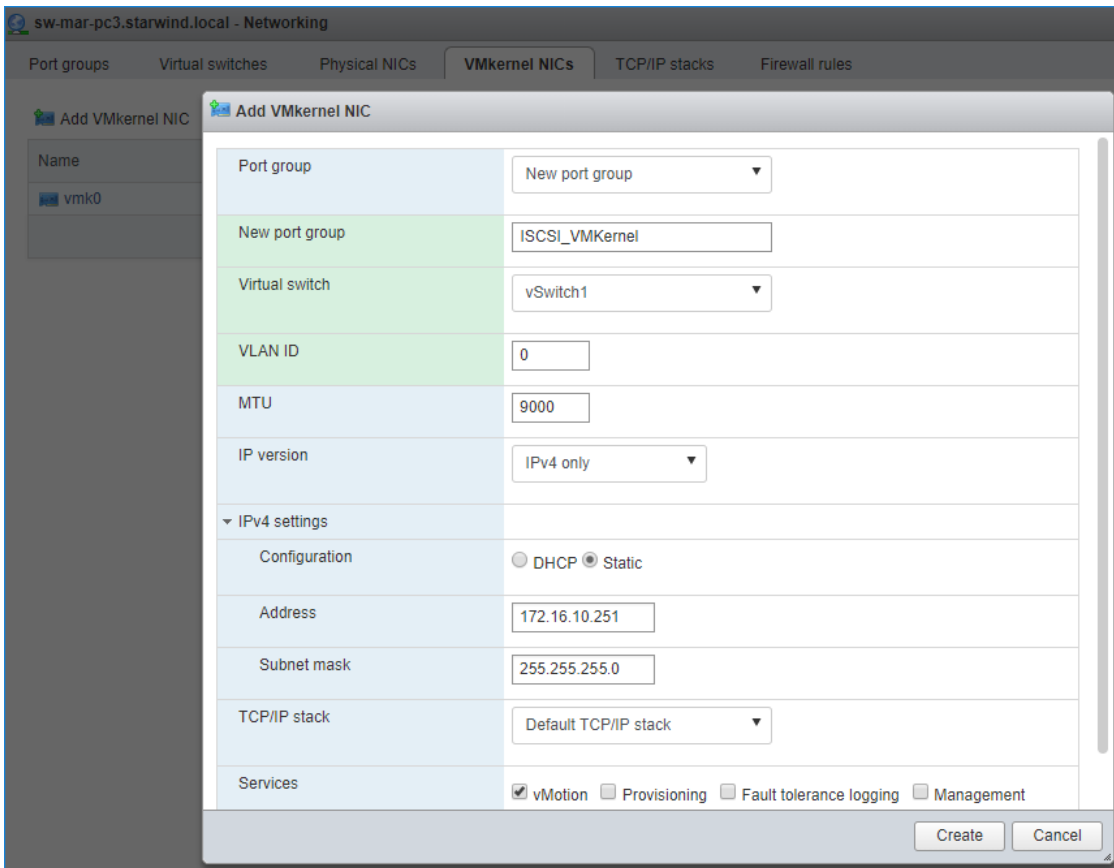 sw-mar-pc3.starwind.local - Networking
Port groups Virtual switches Physical NICs VMkernel NICs TCP/IP stacks Firewall rules
Add VMkernel NIC
Name
vmk0
Add VMkernel NIC
Port group New port group
New port group ISCSI_VMKernel
Virtual switch vSwitch1
VLAN ID 0
MTU 9000
IP version IPv4 only
IPv4 settings
Configuration DHCP Static
Address 172.16.10.251
Subnet mask 255.255.255.0
TCP/IP stack Default TCP/IP stack
Services vMotion Provisioning Fault tolerance logging Management
Create Cancel